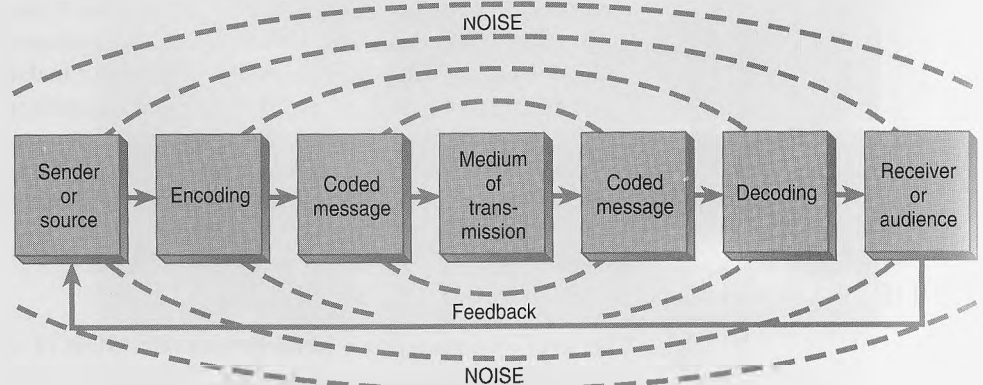 NOISE
Sender
or
source
Encoding
Coded
message
Medium
of
trans-
mission
Coded
message
Decoding
Receiver
or
audience
Feedback
NOISE